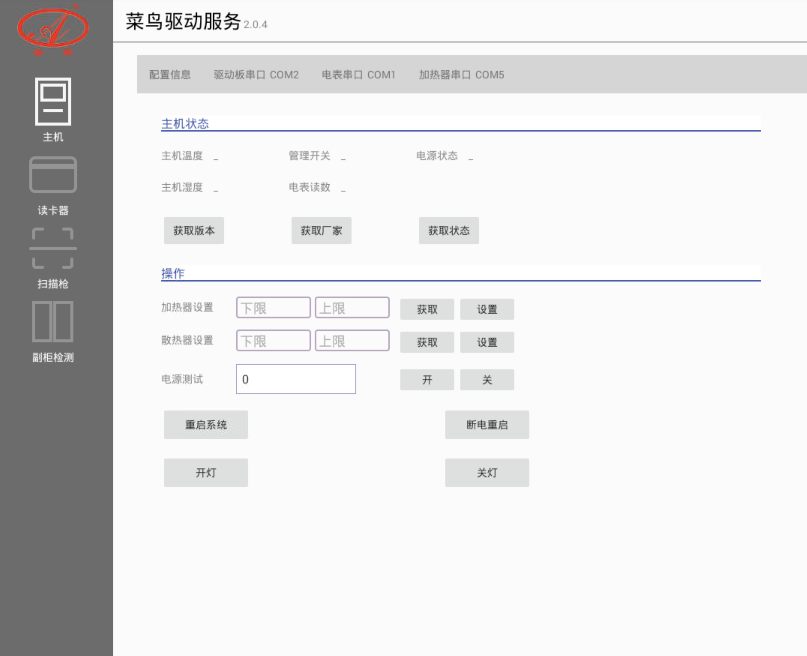 菜鸟驱动服务 2.0.4
配置信息 驱动板串口 COM2 电表串口 COM1 加热器串口 COM5
主机
读卡器
扫描枪
副柜检测
主机状态
主机温度 _ 管理开关 _ 电源状态 _
主机湿度 _ 电表读数 _
获取版本 获取厂家 获取状态
操作
加热器设置 下限 上限 获取 设置
散热器设置 下限 上限 获取 设置
电源测试 0 开 关
重启系统 断电重启
开灯 关灯